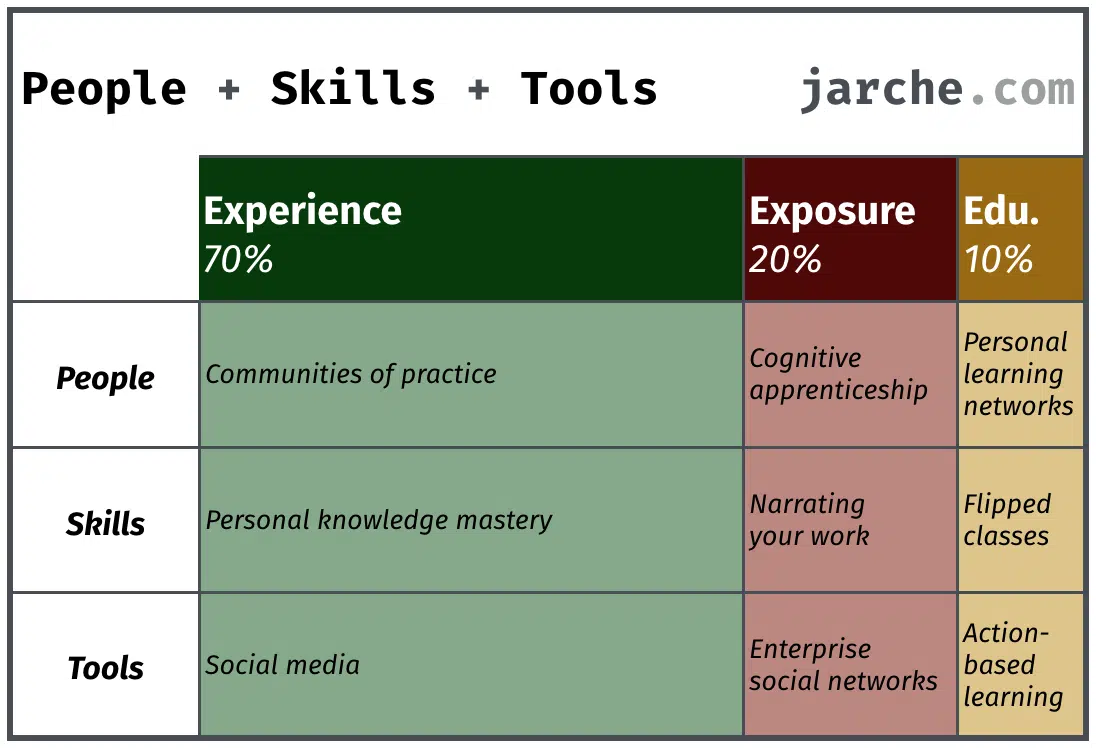 People + Skills + Tools jarche.com
Experience
70%
Exposure
20%
Edu.
10%
People
Communities of practice
Cognitive
apprenticeship
Personal
learning
networks
Skills
Personal knowledge mastery
Narrating
your work
Flipped
classes
Tools
Social media
Enterprise
social networks
Action-
based
learning